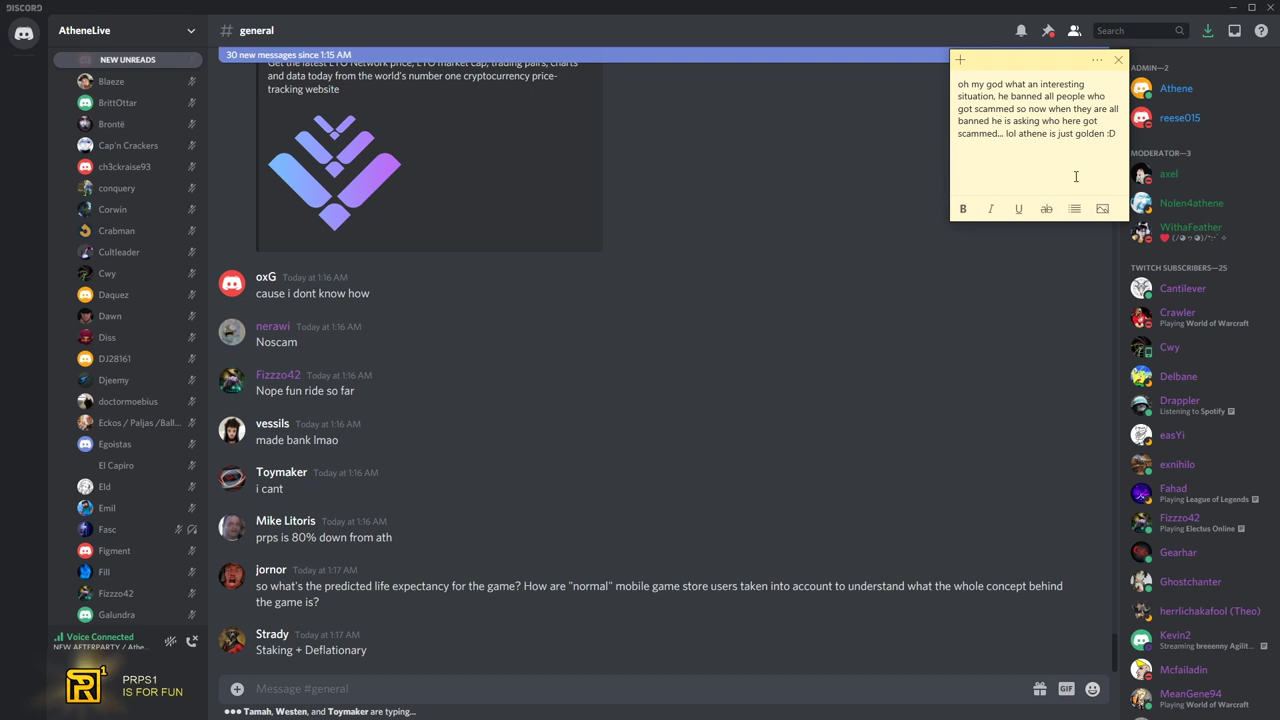 DISCORD
AtheneLive
general
Search
NEW UNREADS
Blaeze
BrittOttar
Brontë
Cap'n Crackers
ch3ckraise93
conquery
Corwin
Crabman
Cultleader
Cwy
Daquez
Dawn
Diss
DJ28161
Djeemy
doctormoebius
Eckos / Paljas /Ball...
Egoistas
El Capiro
Eld
Emil
Fasc
Figment
Fill
Fizzzo42
Galundra
Voice Connected
NEW AFTERPARTY / Athe...
R1
PRPS1
IS FOR FUN
30 new messages since 1:15 AM
Get the latest LTO Network price, LTO market cap, trading pairs, charts
and data today from the world's number one cryptocurrency price-
tracking website
oxG Today at 1:16 AM
cause i dont know how
nerawi Today at 1:16 AM
Noscam
Fizzzo42 Today at 1:16 AM
Nope fun ride so far
vessils Today at 1:16 AM
made bank lmao
Toymaker Today at 1:16 AM
i cant
Mike Litoris Today at 1:16 AM
prps is 80% down from ath
jornor Today at 1:17 AM
so what's the predicted life expectancy for the game? How are "normal" mobile game store users taken into account to understand what the whole concept behind
the game is?
Strady Today at 1:17 AM
Staking + Deflationary
Message #general
GIF
Tamah, Westen, and Toymaker are typing...
oh my god what an interesting
situation, he banned all people who
got scammed so now when they are all
banned he is asking who here got
scammed... lol athene is just golden :D
B I U ab
ADMIN—2
Athene
reese015
MODERATOR—3
axel
Nolen4athene
WithaFeather
TWITCH SUBSCRIBERS—25
Cantilever
Crawler
Playing World of Warcraft
Cwy
Delbane
Drappler
Listening to Spotify
easYi
exnihilo
Fahad
Playing League of Legends
Fizzzo42
Playing Electus Online
Gearhar
Ghostchanter
herrlichakafool (Theo)
Kevin2
Streaming breeenny Agilit...
Mcfailadin
MeanGene94
Playing World of Warcraft